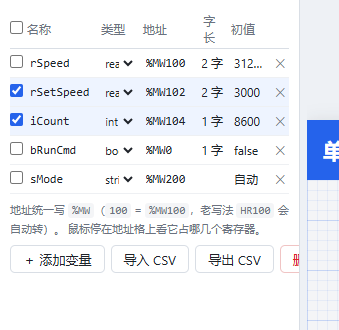 名称 类型 地址 字长 初值
rSpeed rea %MW100 2 字 312...
rSetSpeed rea %MW102 2 字 3000
iCount int %MW104 1 字 8600
bRunCmd bo %MW0 1 字 false
sMode stri %MW200 自动
地址统一写 %MW (100 = %MW100，老写法 HR100 会
自动转）。鼠标停在地址格上看它占哪几个寄存器。
+ 添加变量 导入 CSV 导出 CSV
单